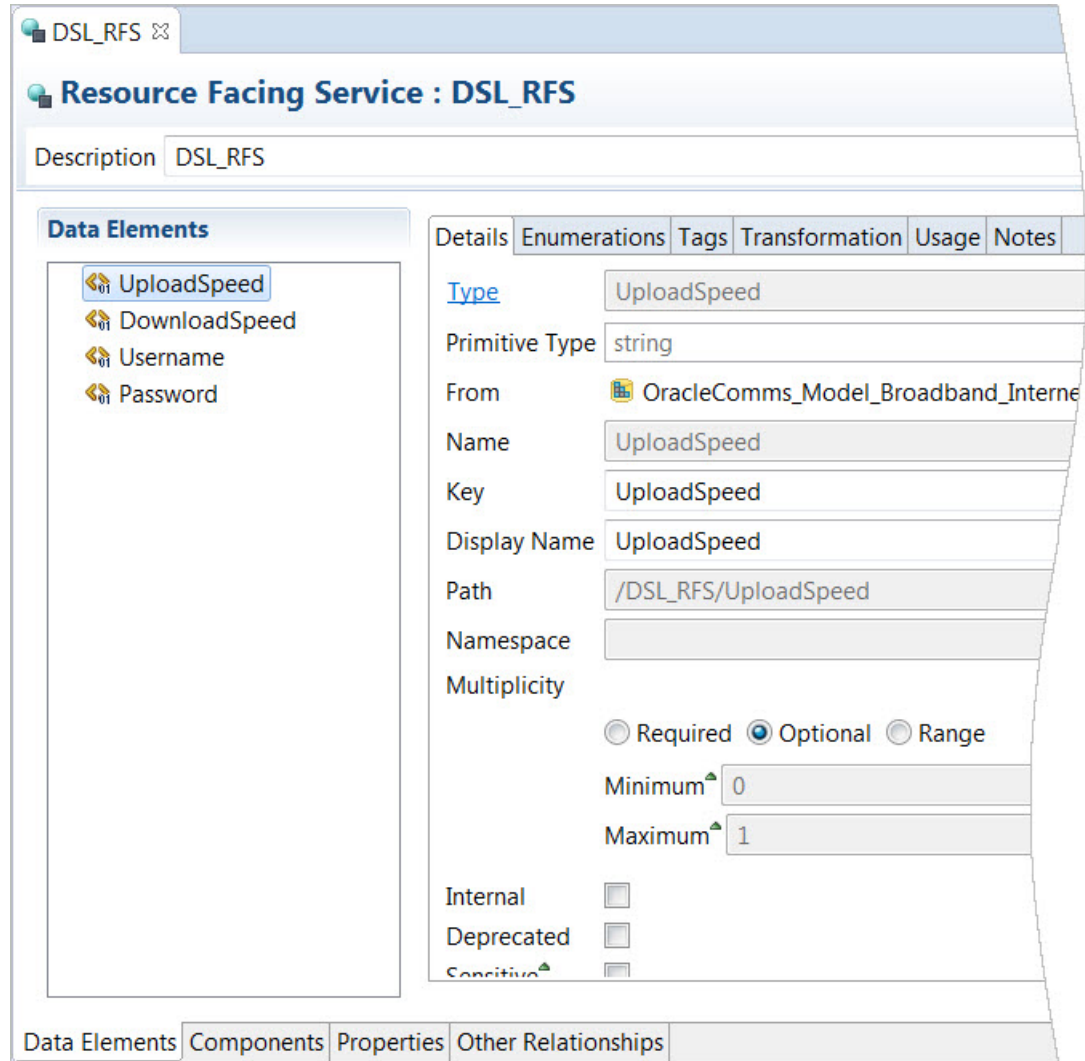 DSL_RFS
Resource Facing Service : DSL_RFS
Description DSL_RFS
Data Elements
UploadSpeed
DownloadSpeed
Username
Password
Details Enumerations Tags Transformation Usage Notes
Type UploadSpeed
Primitive Type string
From OracleComms_Model_Broadband_Interne
Name UploadSpeed
Key UploadSpeed
Display Name UploadSpeed
Path /DSL_RFS/UploadSpeed
Namespace
Multiplicity
Required Optional Range
Minimum 0
Maximum 1
Internal
Deprecated
Sensitive
Data Elements Components Properties Other Relationships